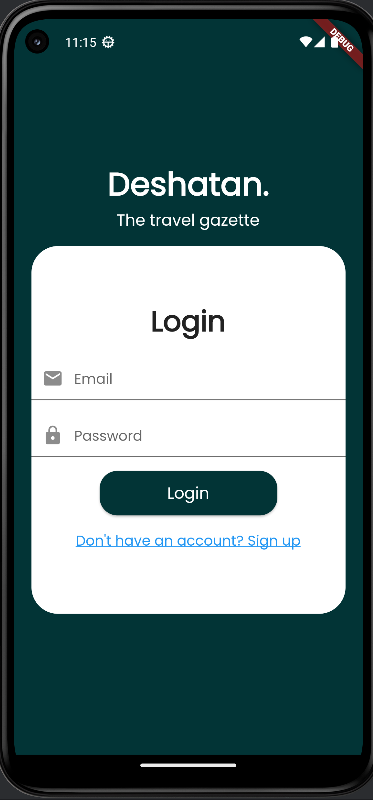 11:15
DEBUG
Deshatan.
The travel gazette
Login
Email
Password
Login
Don't have an account? Sign up